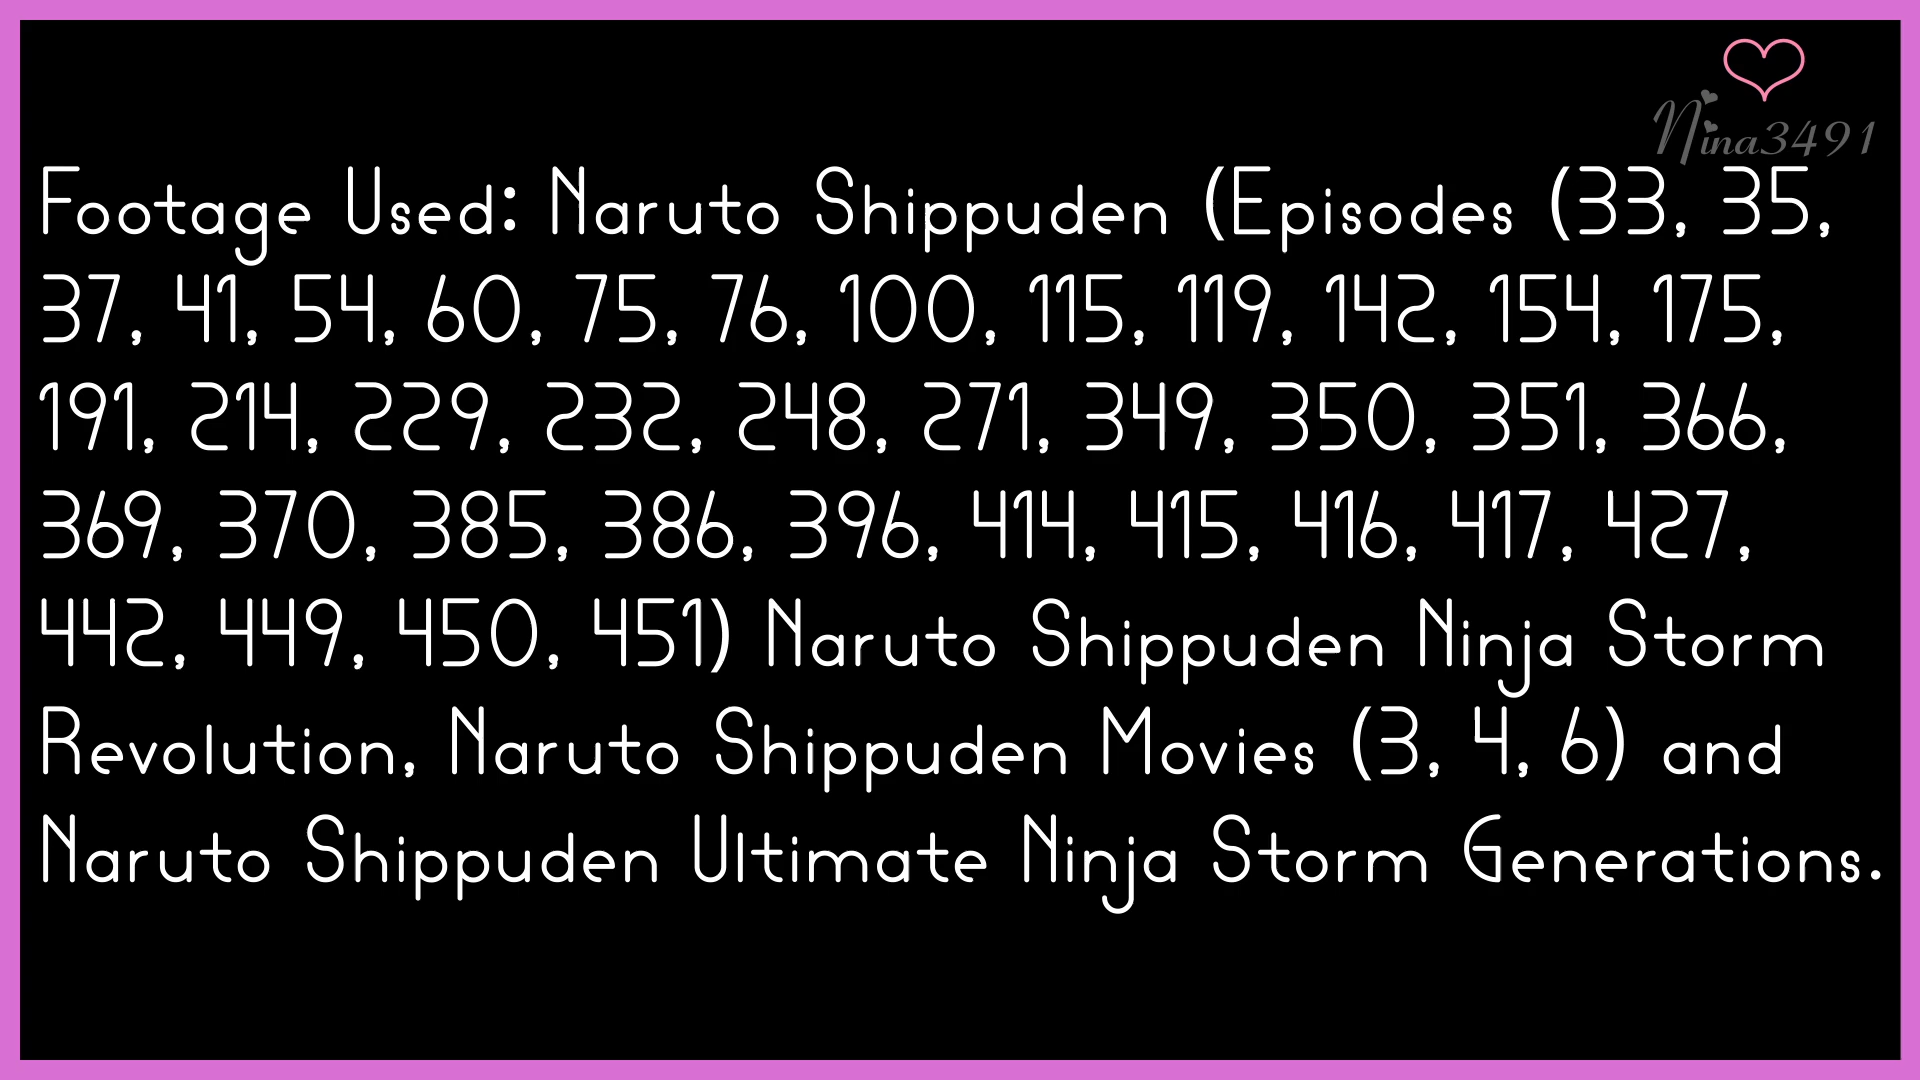 Nina3491
Footage Used: Naruto Shippuden (Episodes (33, 35,
37, 41, 54, 60, 75, 76, 100, 115, 119, 142, 154, 175,
191, 214, 229, 232, 248, 271, 349, 350, 351, 366,
369, 370, 385, 386, 396, 414, 415, 416, 417, 427,
442, 449, 450, 451) Naruto Shippuden Ninja Storm
Revolution, Naruto Shippuden Movies (3, 4, 6) and
Naruto Shippuden Ultimate Ninja Storm Generations.